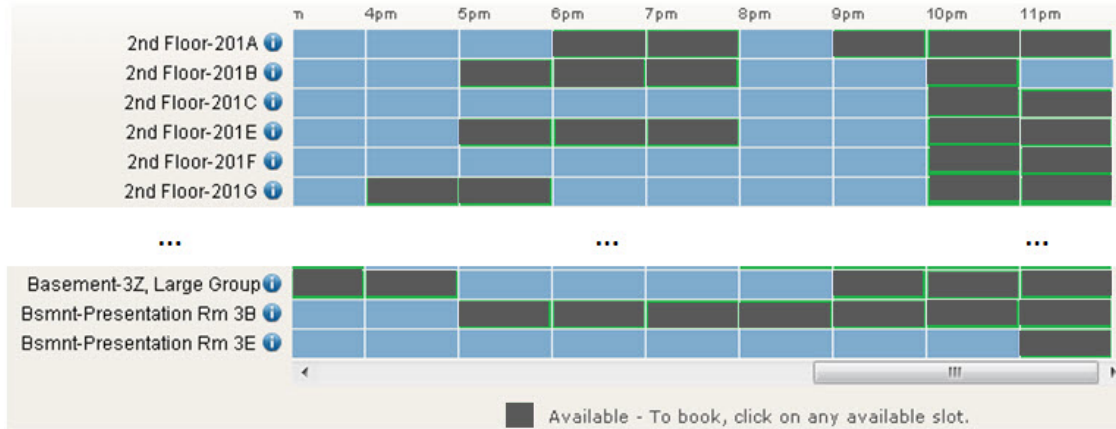 m 4pm 5pm 6pm 7pm 8pm 9pm 10pm 11pm
2nd Floor-201A
2nd Floor-201B
2nd Floor-201C
2nd Floor-201E
2nd Floor-201F
2nd Floor-201G
... ... ...
Basement-3Z, Large Group
Bsmnt-Presentation Rm 3B
Bsmnt-Presentation Rm 3E
Available - To book, click on any available slot.